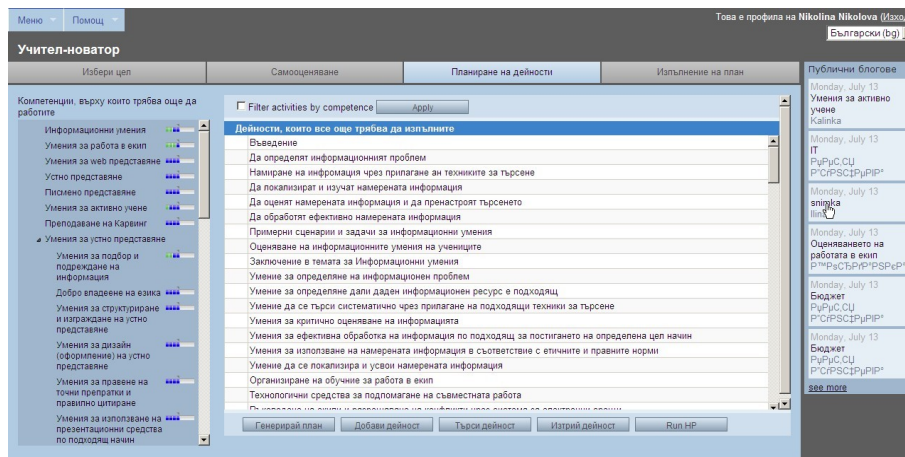 Меню
Помощ
Това е профила на Nikolina Nikolova (Изход
Български (bg)
Учител-новатор
Избери цел
Самооценяване
Планиране на дейности
Изпълнение на план
Компетенции, върху които трябва още да
работите
Информационни умения
Умения за работа в екип
Умения за web представяне
Устно представяне
Писмено представяне
Умения за активно учене
Преподаване на Карвинг
Умения за устно представяне
Умения за подбор и
подреждане на
информация
Добро владеене на езика
Умения за структуриране
и изграждане на устно
представяне
Умения за дизайн
(оформление) на устно
представяне
Умения за правене на
точни препратки и
правилно цитиране
Умения за използване на
презентационни средства
по подходящ начин
Filter activities by competence
Apply
Дейности, които все още трябва да изпълните
Въведение
Да определят информационният проблем
Намиране на инфромация чрез прилагане ан техниките за търсене
Да локализират и изучат намерената информация
Да оценят намерената информация и да пренастроят търсенето
Да обработят ефективно намерената информация
Примерни сценарии и задачи за информационни умения
Оценяване на информационните умения на учениците
Заключение в темата за Информационни умения
Умение за определяне на информационен проблем
Умение за определяне дали даден информационен ресурс е подходящ
Умение да се търси систематично чрез прилагане на подходящи техники за търсене
Умения за критично оценяване на информацията
Умения за ефективна обработка на информация по подходящ за постигането на определена цел начин
Умения за използване на намерената информация в съответствие с етичните и правните норми
Умение да се локализира и усвои намерената информация
Организиране на обучние за работа в екип
Технологични средства за подпомагане на съвместната работа
Генерирай план
Добави дейност
Търси дейност
Изтрий дейност
Run HP
Публични блогове
Monday, July 13
Умения за активно
учене
Kalinka
Monday, July 13
IT
Monday, July 13
snimka
Monday, July 13
Оценяванвето на
работата в екип
Monday, July 13
Бюджет
Monday, July 13
Бюджет
see more